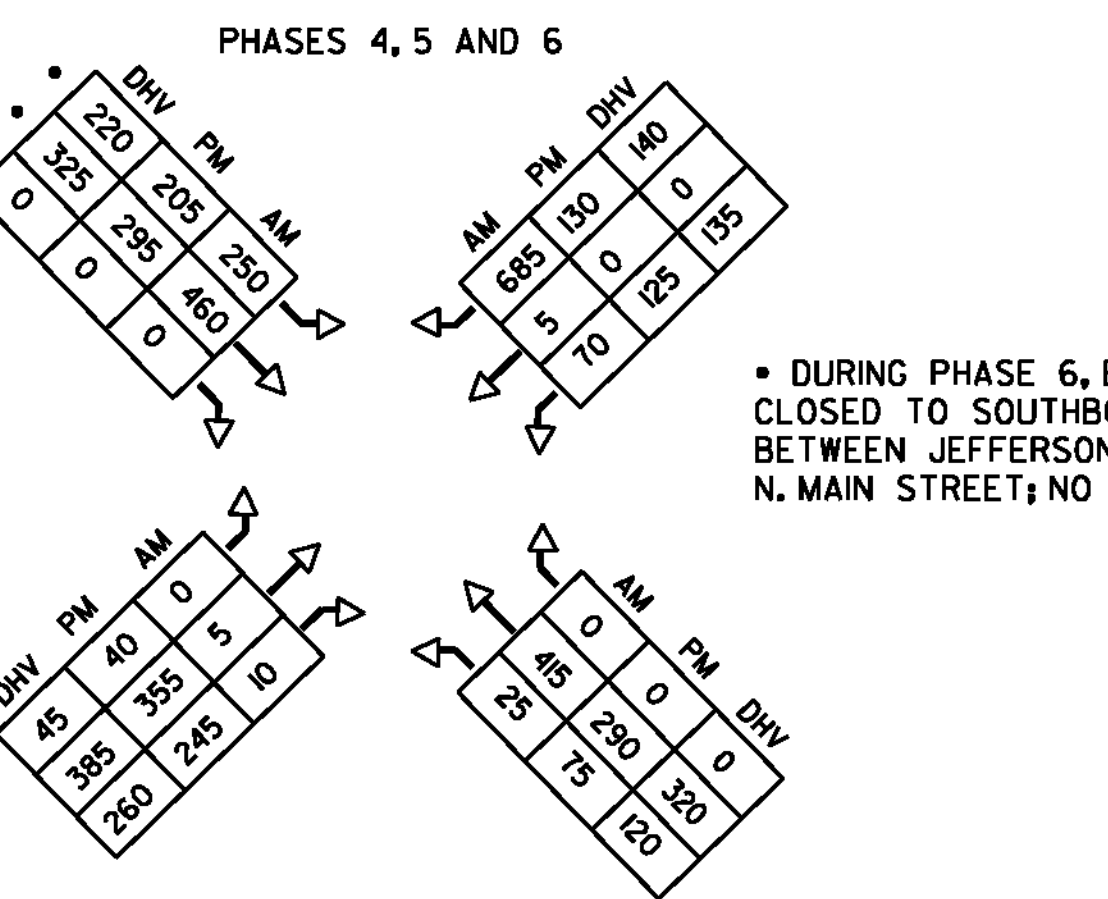 PHASES 4, 5 AND 6
DHV PM AM
220 205 250
325 295 460
0 0 0
AM PM DHV
685 130 140
5 0 0
70 125 135
• DURING PHASE 6,
CLOSED TO
BETWEEN JEFFERSON
N. MAIN STREET; NO
DHV PM AM
45 40 0
385 355 5
260 245 10
AM PM DHV
0 0 0
415 290 320
25 75 120